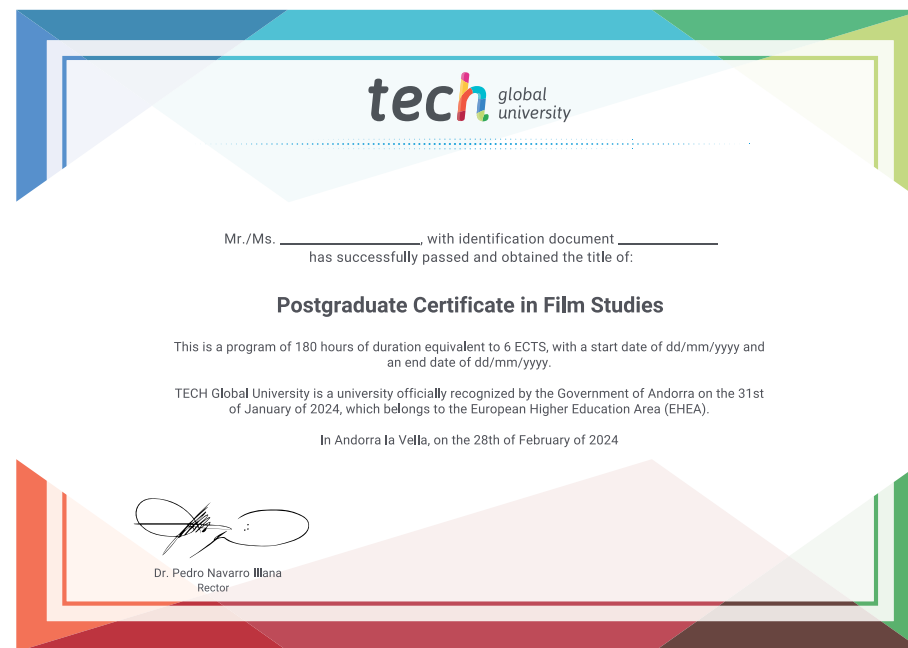 tech global
university
Mr./Ms. ____________, with identification document ____________
has successfully passed and obtained the title of:
Postgraduate Certificate in Film Studies
This is a program of 180 hours of duration equivalent to 6 ECTS, with a start date of dd/mm/yyyy and
an end date of dd/mm/yyyy.
TECH Global University is a university officially recognized by the Government of Andorra on the 31st
of January of 2024, which belongs to the European Higher Education Area (EHEA).
In Andorra la Vella, on the 28th of February of 2024
Dr. Pedro Navarro Illana
Rector